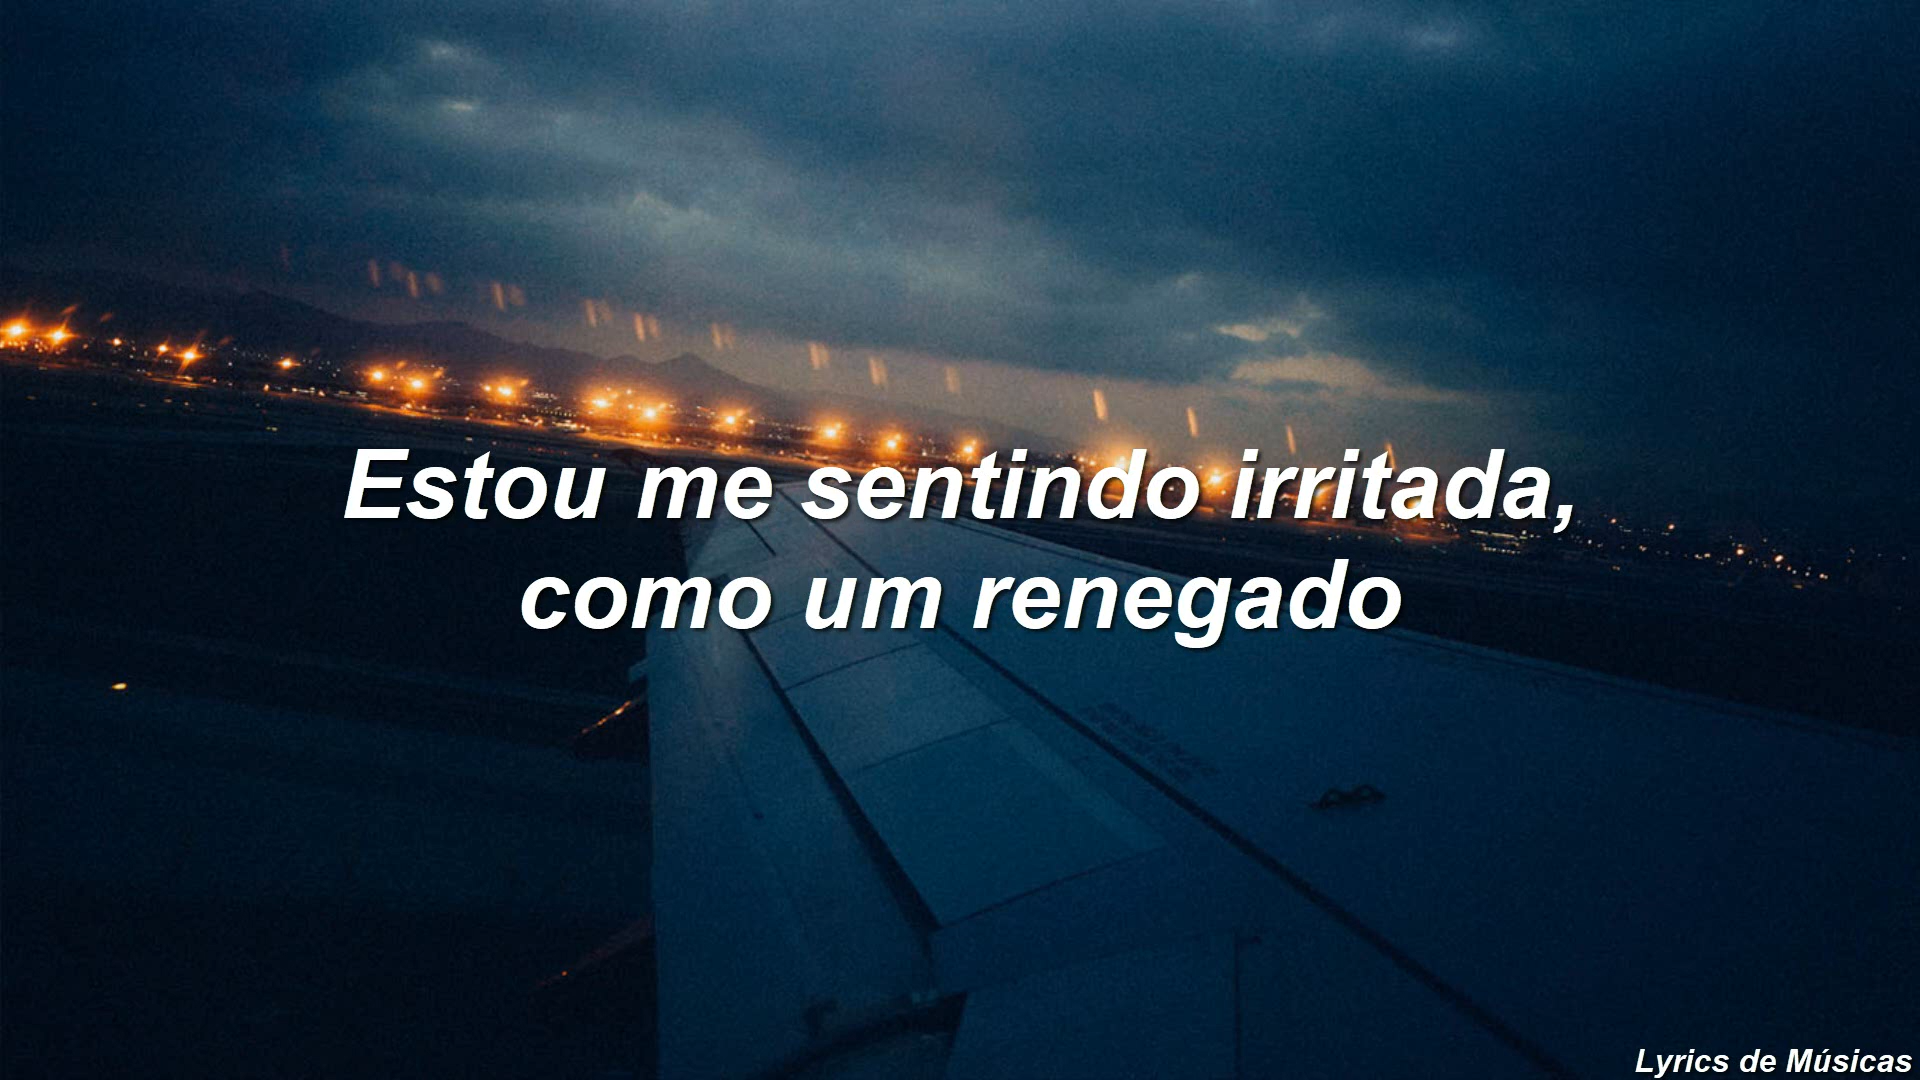 Estou me sentindo irritada,
como um renegado
Lyrics de Músicas